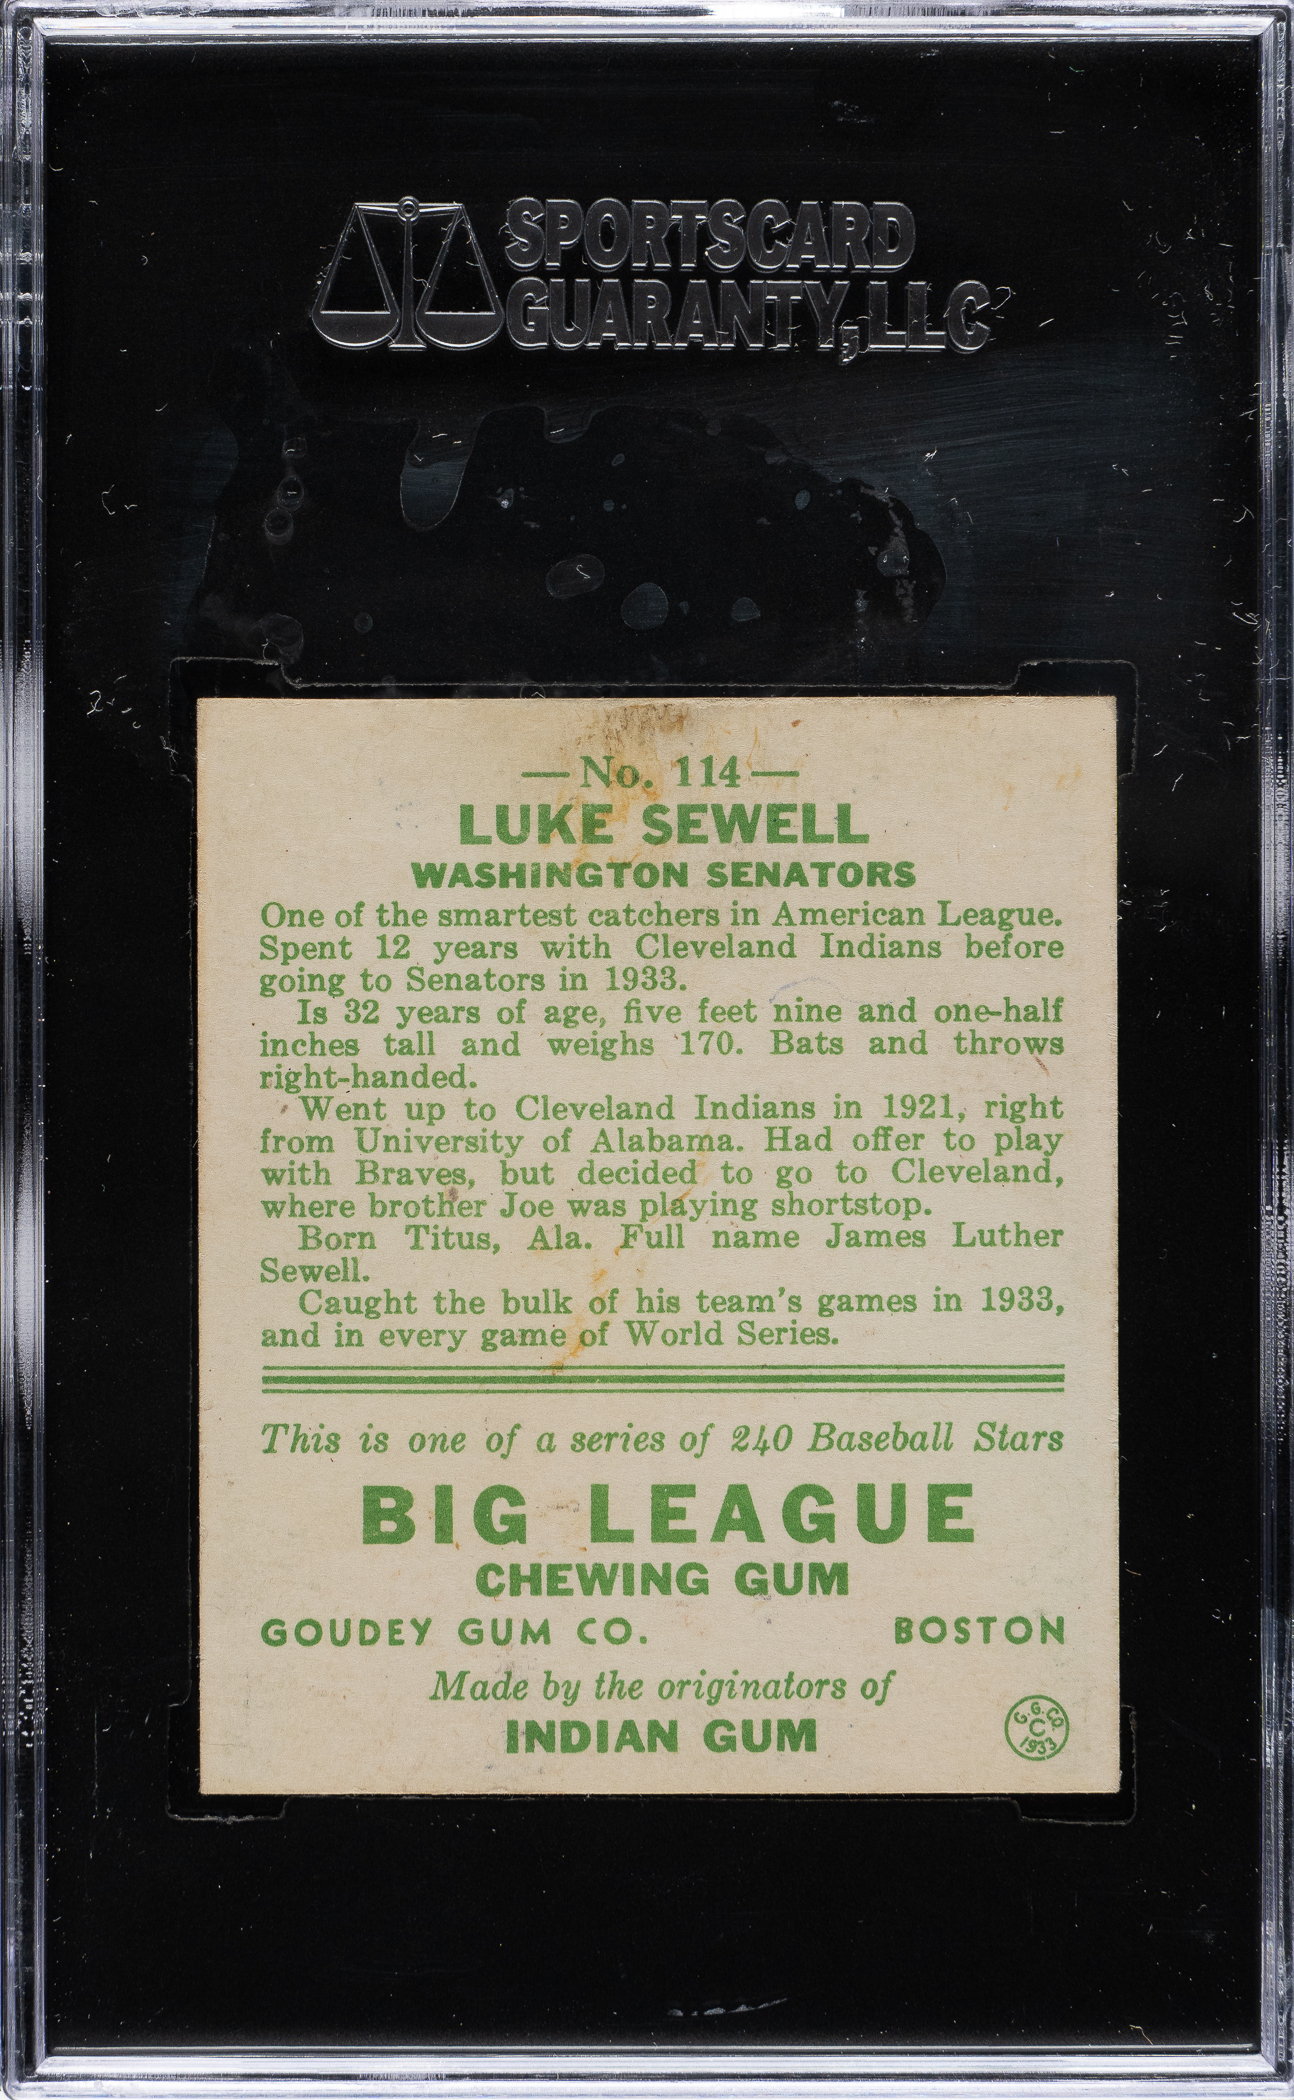 SPORTSCARD
GUARANTY, LLC
— No. 114 —
LUKE SEWELL
WASHINGTON SENATORS
One of the smartest catchers in American League.
Spent 12 years with Cleveland Indians before
going to Senators in 1933.
Is 32 years of age, five feet nine and one-half
inches tall and weighs 170. Bats and throws
right-handed.
Went up to Cleveland Indians in 1921, right
from University of Alabama. Had offer to play
with Braves, but decided to go to Cleveland,
where brother Joe was playing shortstop.
Born Titus, Ala. Full name James Luther
Sewell.
Caught the bulk of his team's games in 1933,
and in every game of World Series.
This is one of a series of 240 Baseball Stars
BIG LEAGUE
CHEWING GUM
GOUDEY GUM CO. BOSTON
Made by the originators of
INDIAN GUM
G. G. CO.
C
1933